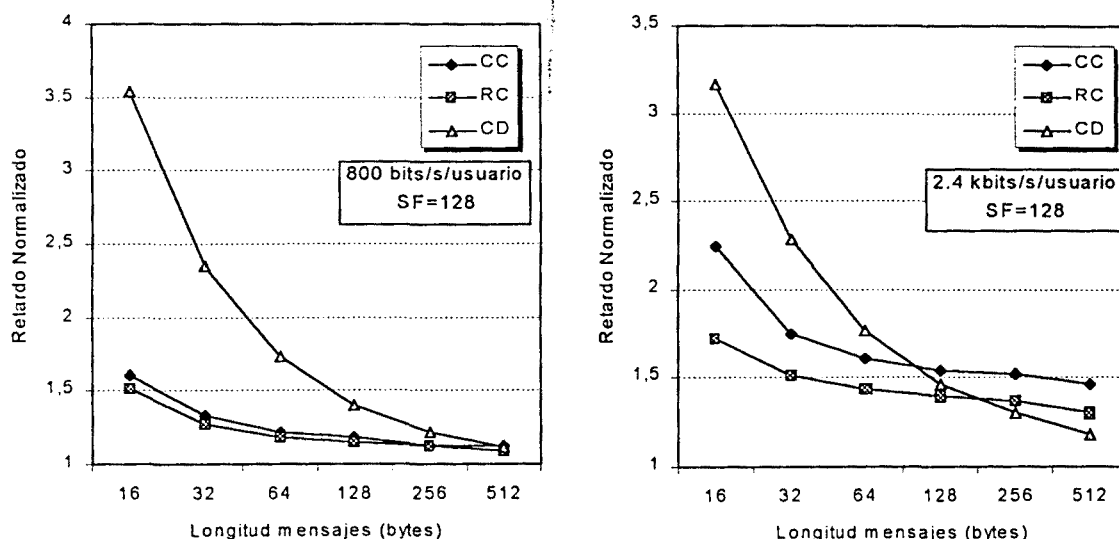 4
3.5
3
2.5
2
1,5
1
Retardo Normalizado
CC
RC
CD
800 bits/s/usuario
SF=128
16 32 64 128 256 512
Longitud mensajes (bytes)
3,5
3
2,5
2
1,5
1
Retardo Normalizado
CC
RC
CD
2.4 kbits/s/usuario
SF=128
16 32 64 128 256 512
Longitud mensajes (bytes)